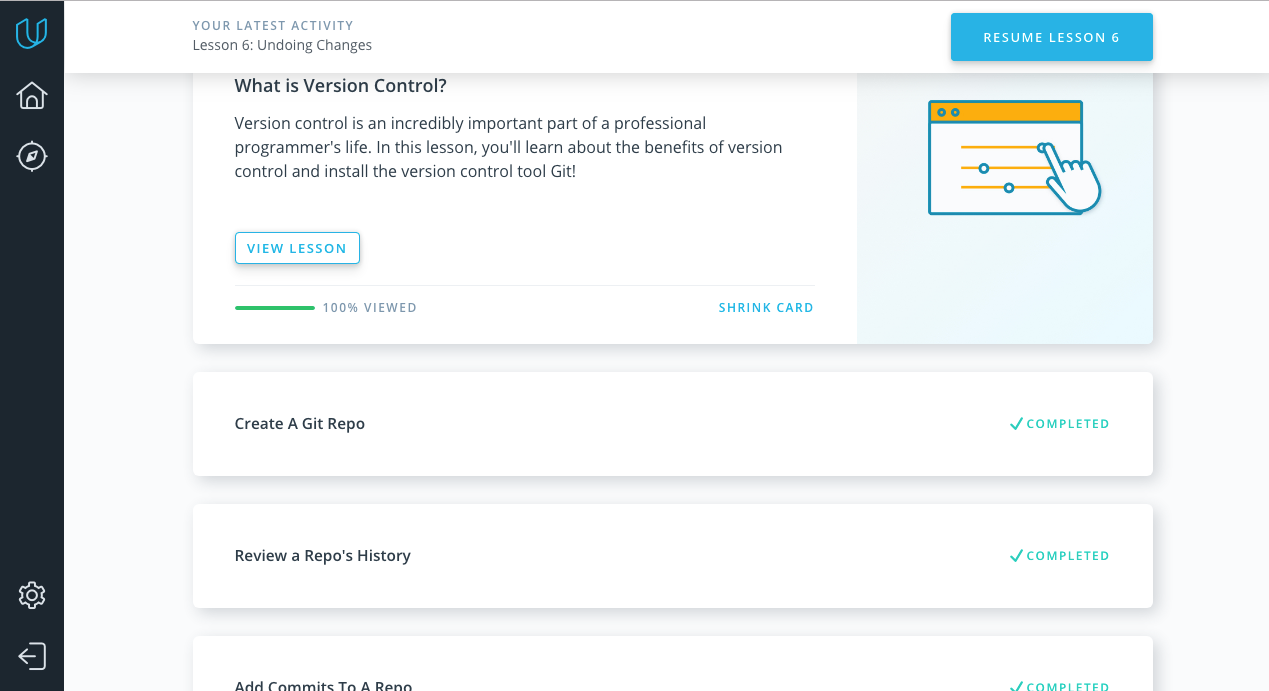 YOUR LATEST ACTIVITY
Lesson 6: Undoing Changes
RESUME LESSON 6
What is Version Control?
Version control is an incredibly important part of a professional
programmer's life. In this lesson, you'll learn about the benefits of version
control and install the version control tool Git!
VIEW LESSON
100% VIEWED
SHRINK CARD
Create A Git Repo
COMPLETED
Review a Repo's History
COMPLETED
Add Commits To A Repo
COMPLETED